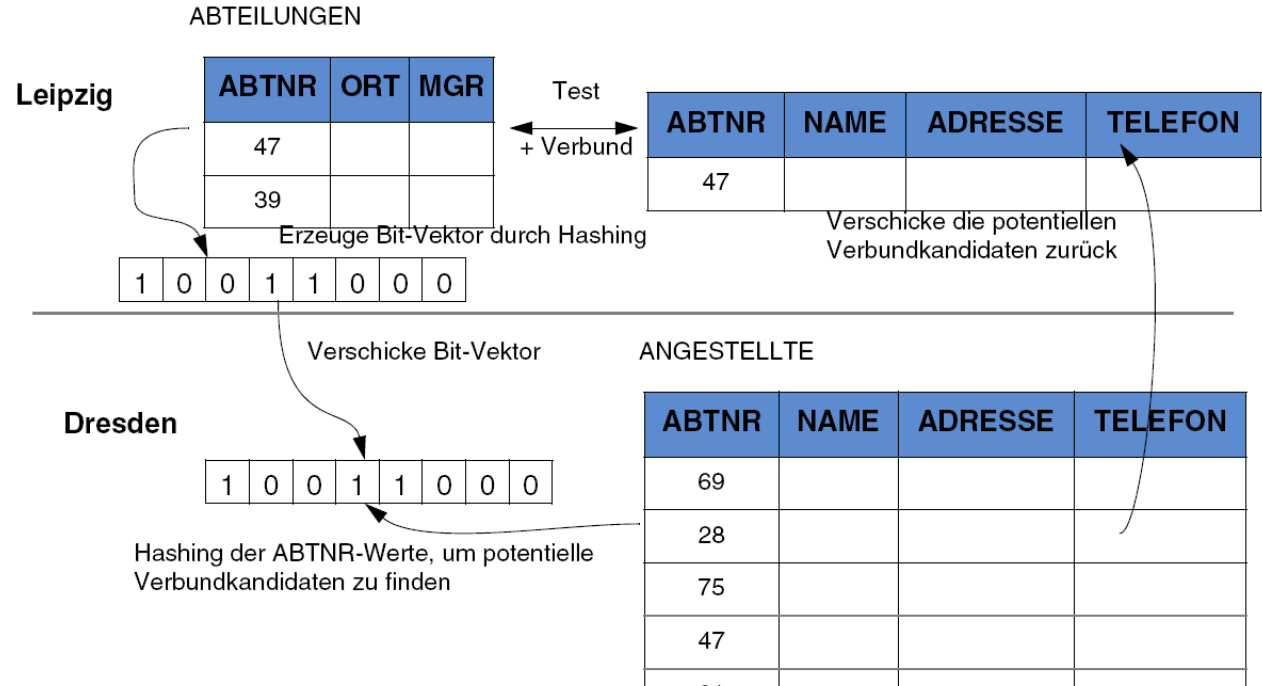 ABTEILUNGEN
Leipzig
ABTNR ORT MGR
47
39
Test
+ Verbund
ABTNR NAME ADRESSE TELEFON
47
Erzeuge Bit-Vektor durch Hashing
Verschicke die potentiellen
Verbundkandidaten zurück
1 0 0 1 1 0 0 0
Verschicke Bit-Vektor
ANGESTELLTE
Dresden
ABTNR NAME ADRESSE TELEFON
69
28
75
47
1 0 0 1 1 0 0 0
Hashing der ABTNR-Werte, um potentielle
Verbundkandidaten zu finden